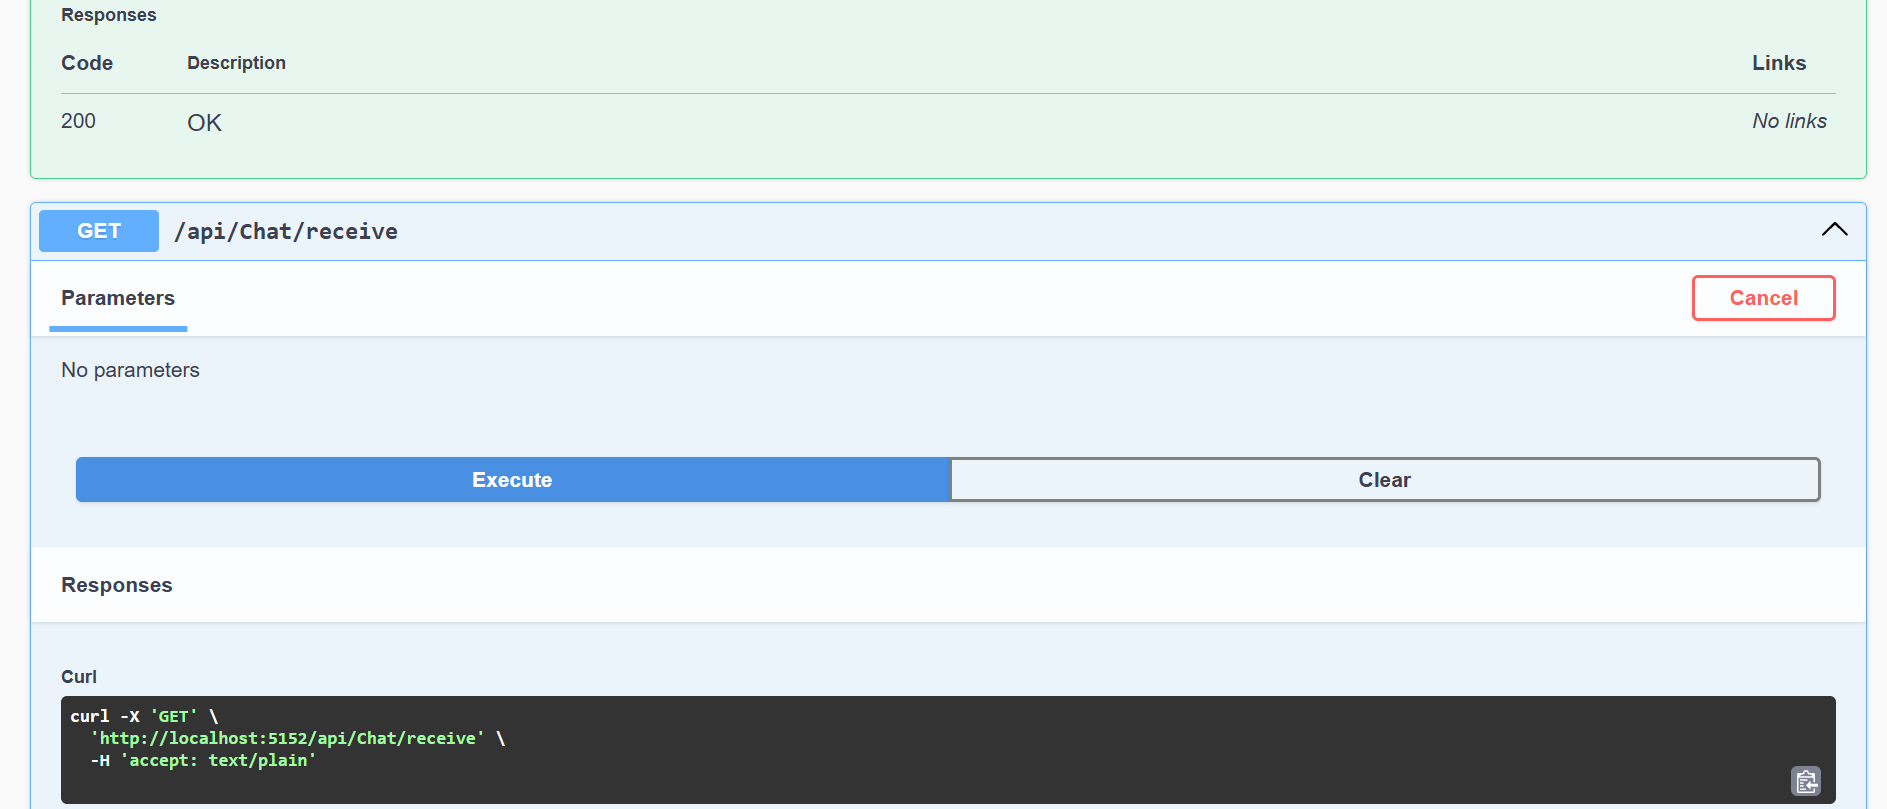 Responses
Code Description Links
200 OK No links
GET /api/Chat/receive
Parameters Cancel
No parameters
Execute Clear
Responses
Curl
curl -X 'GET' \
  'http://localhost:5152/api/Chat/receive' \
  -H 'accept: text/plain'